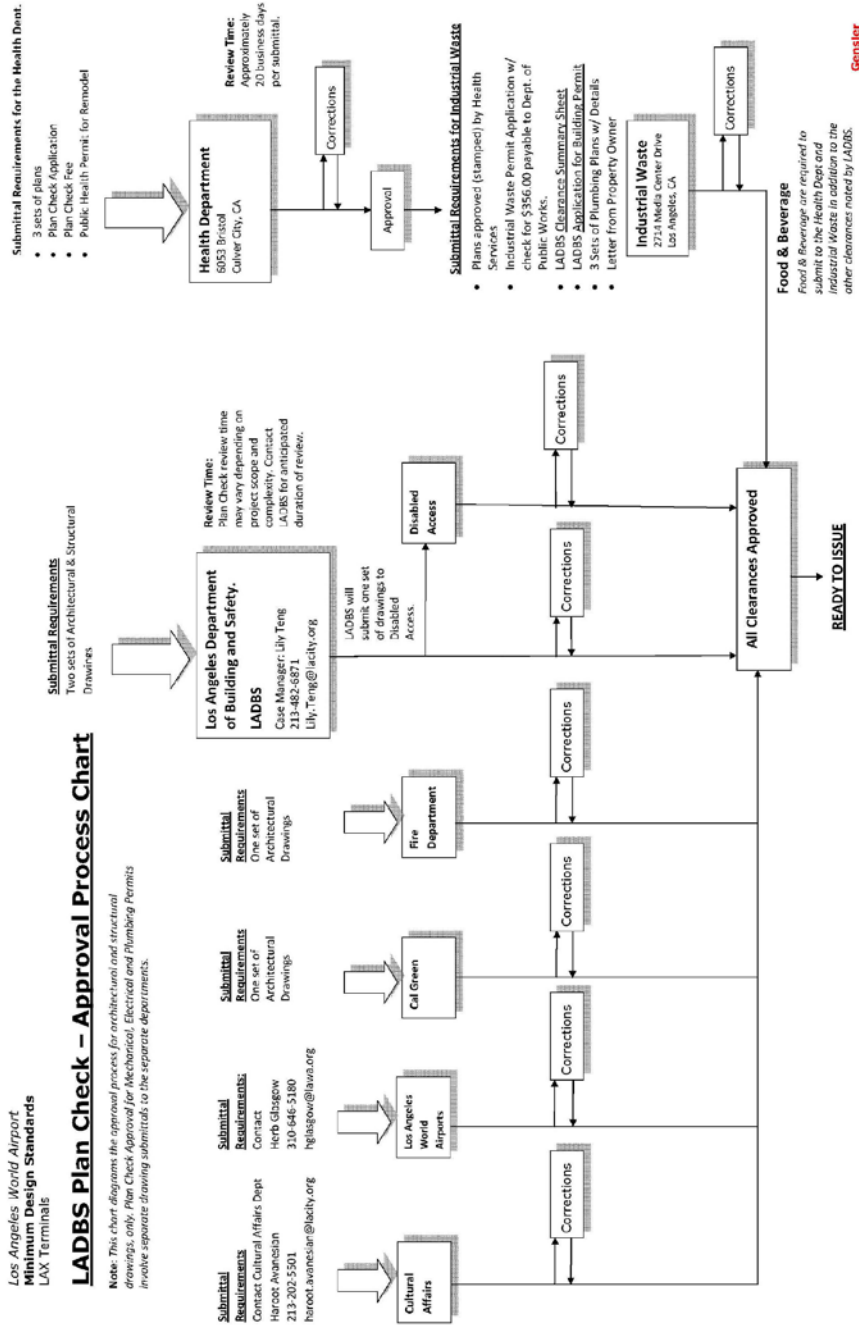 Los Angeles World Airport
Minimum Design Standards
LAX Terminals
LADBS Plan Check – Approval Process Chart
Note: This chart diagrams the approval process for architectural and structural
drawings, only. Plan Check Approval for Mechanical, Electrical and Plumbing Permits
involve separate drawing submittals to the separate departments.
Submittal
Requirements
Contact Cultural Affairs Dept
Haroot Avanesian
213-202-5501
haroot.avanesian@lacity.org
Cultural
Affairs
Corrections
Submittal
Requirements:
Contact
Herb Glasgow
310-646-5180
hglasgow@lawa.org
Los Angeles
World
Airports
Corrections
Submittal
Requirements
One set of
Architectural
Drawings
Cal Green
Corrections
Submittal
Requirements
One set of
Architectural
Drawings
Fire
Department
Corrections
Submittal Requirements
Two sets of Architectural & Structural
Drawings
Los Angeles Department
of Building and Safety.
LADBS
Case Manager: Lily Teng
213-482-6871
Lily.Teng@lacity.org
Review Time:
Plan Check review time
may vary depending on
project scope and
complexity. Contact
LADBS for anticipated
duration of review.
LADBS will
submit one set
of drawings to
Disabled
Access.
Disabled
Access
Corrections
Corrections
All Clearances Approved
READY TO ISSUE
Submittal Requirements for the Health Dept.
• 3 sets of plans
• Plan Check Application
• Plan Check Fee
• Public Health Permit for Remodel
Health Department
6053 Bristol
Culver City, CA
Review Time:
Approximately
20 business days
per submittal.
Corrections
Approval
Submittal Requirements for Industrial Waste
• Plans approved (stamped) by Health
Services
• Industrial Waste Permit Application w/
check for $356.00 payable to Dept. of
Public Works.
• LADBS Clearance Summary Sheet
• LADBS Application for Building Permit
• 3 Sets of Plumbing Plans w/ Details
• Letter from Property Owner
Industrial Waste
2714 Media Center Drive
Los Angeles, CA
Corrections
Food & Beverage
Food & Beverage are required to
submit to the Health Dept and
Industrial Waste in addition to the
other clearances noted by LADBS.
Gensler